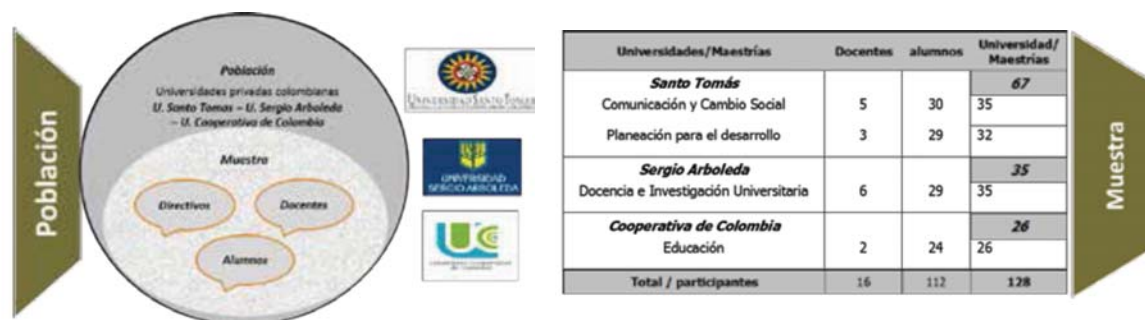 Población
Población
Universidades privadas colombianas
U. Santo Tomas – U. Sergio Arboleda
– U. Cooperativa de Colombia
Muestra
Directivos
Docentes
Alumnos
UNIVERSIDAD SANTO TOMÁS
UNIVERSIDAD
SERGIO ARBOLEDA
Universidades/Maestrías Docentes alumnos Universidad/
Maestrías
Santo Tomás 67
Comunicación y Cambio Social 5 30 35
Planeación para el desarrollo 3 29 32
Sergio Arboleda 35
Docencia e Investigación Universitaria 6 29 35
Cooperativa de Colombia 26
Educación 2 24 26
Total / participantes 16 112 128
Muestra